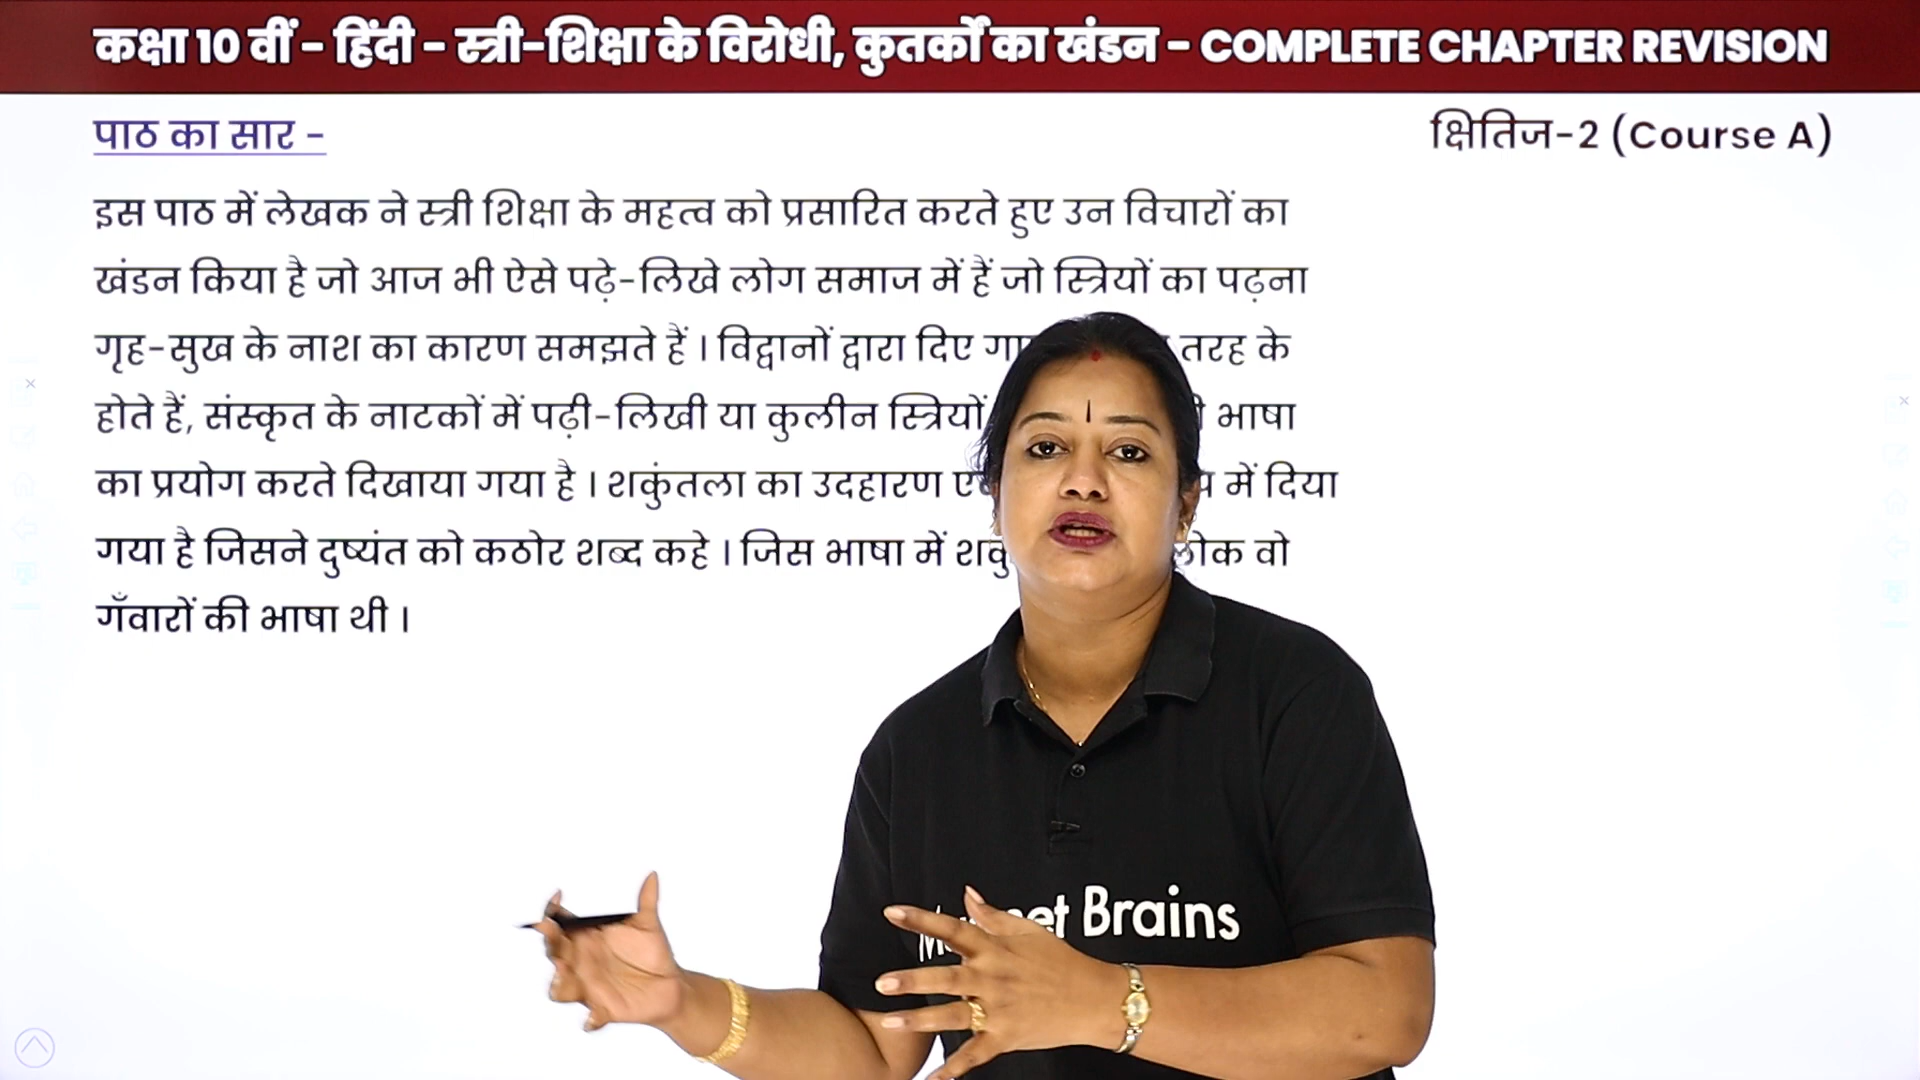 कक्षा 10 वीं - हिंदी - स्त्री-शिक्षा के विरोधी, कुतर्कों का खंडन - COMPLETE CHAPTER REVISION
पाठ का सार -
क्षितिज-2 (Course A)
इस पाठ में लेखक ने स्त्री शिक्षा के महत्व को प्रसारित करते हुए उन विचारों का
खंडन किया है जो आज भी ऐसे पढ़े-लिखे लोग समाज में हैं जो स्त्रियों का पढ़ना
गृह-सुख के नाश का कारण समझते हैं । विद्वानों द्वारा दिए तरह के
होते हैं, संस्कृत के नाटकों में पढ़ी-लिखी या कुलीन स्त्रियों भाषा
का प्रयोग करते दिखाया गया है । शकुंतला का उदहारण में दिया
गया है जिसने दुष्यंत को कठोर शब्द कहे । जिस भाषा में वो
गँवारों की भाषा थी ।
Brains